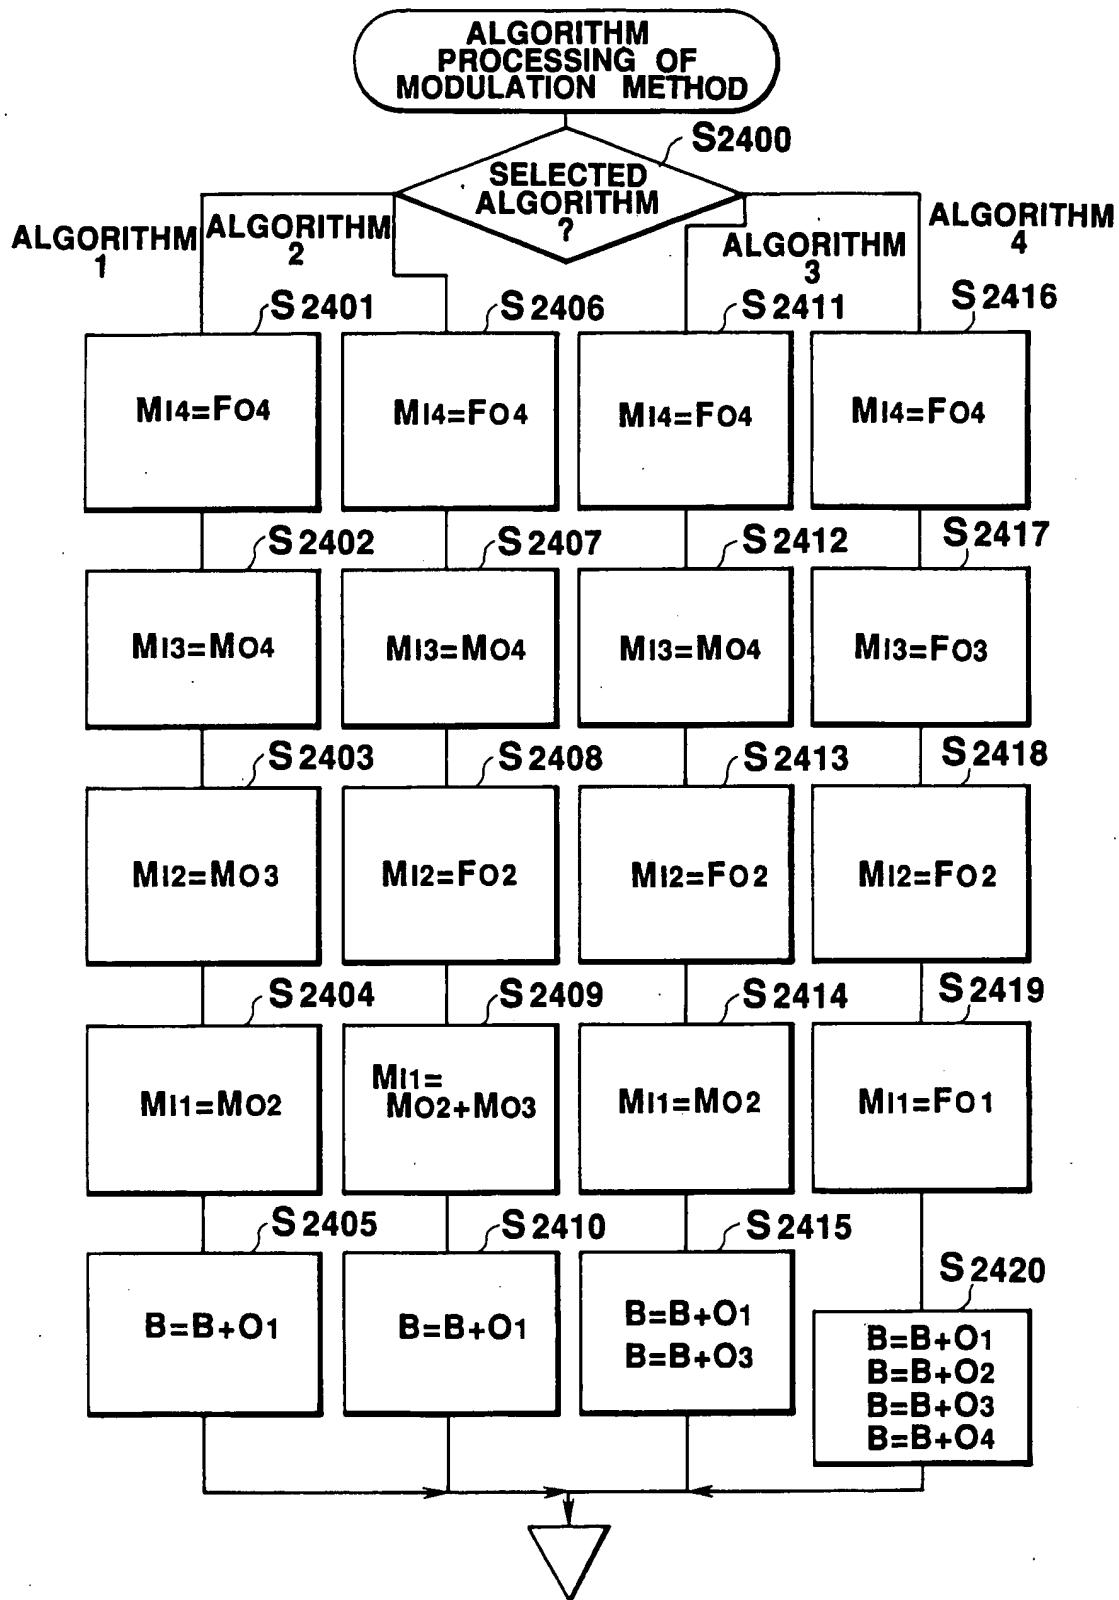 ALGORITHM
PROCESSING OF
MODULATION METHOD
S2400
SELECTED
ALGORITHM
?
ALGORITHM
1
ALGORITHM
2
ALGORITHM
3
ALGORITHM
4
S2401
MI4=FO4
S2402
MI3=MO4
S2403
MI2=MO3
S2404
MI1=MO2
S2405
B=B+O1
S2406
MI4=FO4
S2407
MI3=MO4
S2408
MI2=FO2
S2409
MI1=
MO2+MO3
S2410
B=B+O1
S2411
MI4=FO4
S2412
MI3=MO4
S2413
MI2=FO2
S2414
MI1=MO2
S2415
B=B+O1
B=B+O3
S2416
MI4=FO4
S2417
MI3=FO3
S2418
MI2=FO2
S2419
MI1=FO1
S2420
B=B+O1
B=B+O2
B=B+O3
B=B+O4